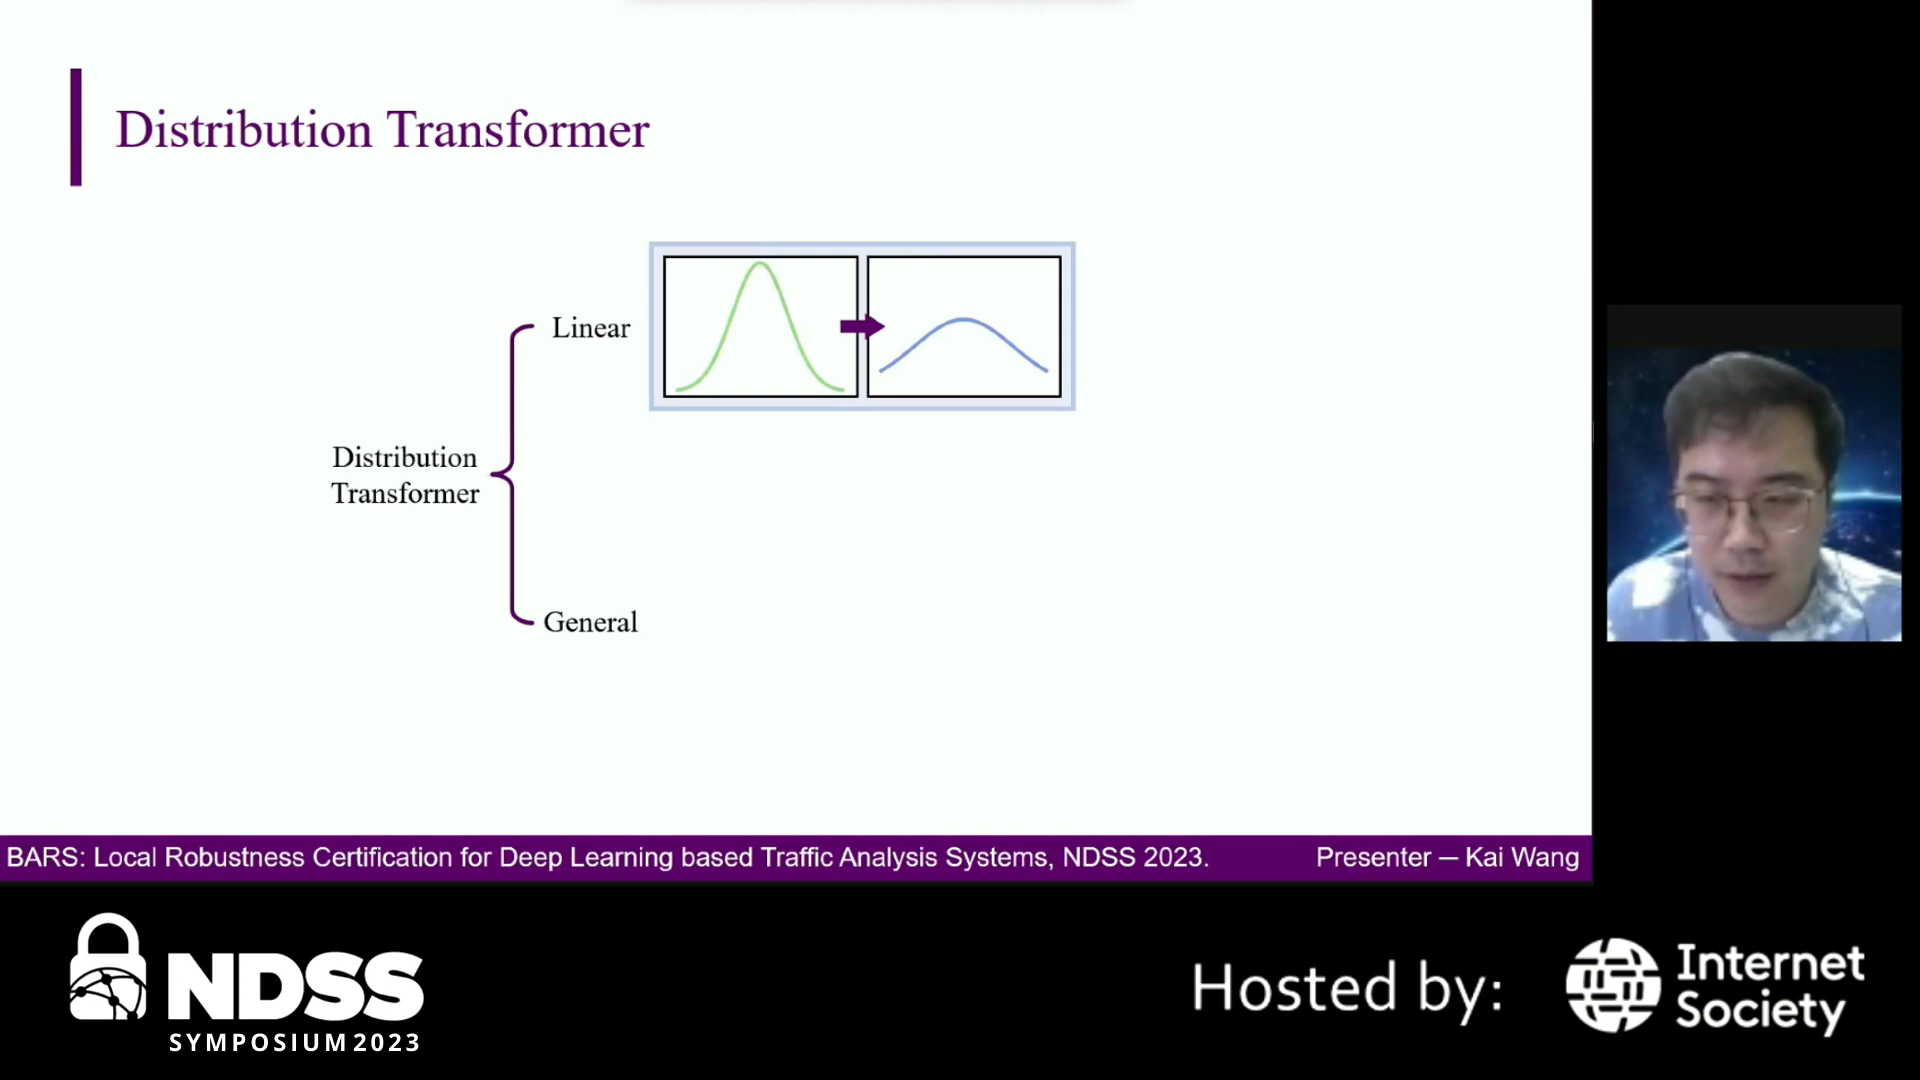 Distribution Transformer
Linear
Distribution
Transformer
General
BARS: Local Robustness Certification for Deep Learning based Traffic Analysis Systems, NDSS 2023.
Presenter — Kai Wang
NDSS
SYMPOSIUM 2023
Hosted by:
Internet
Society